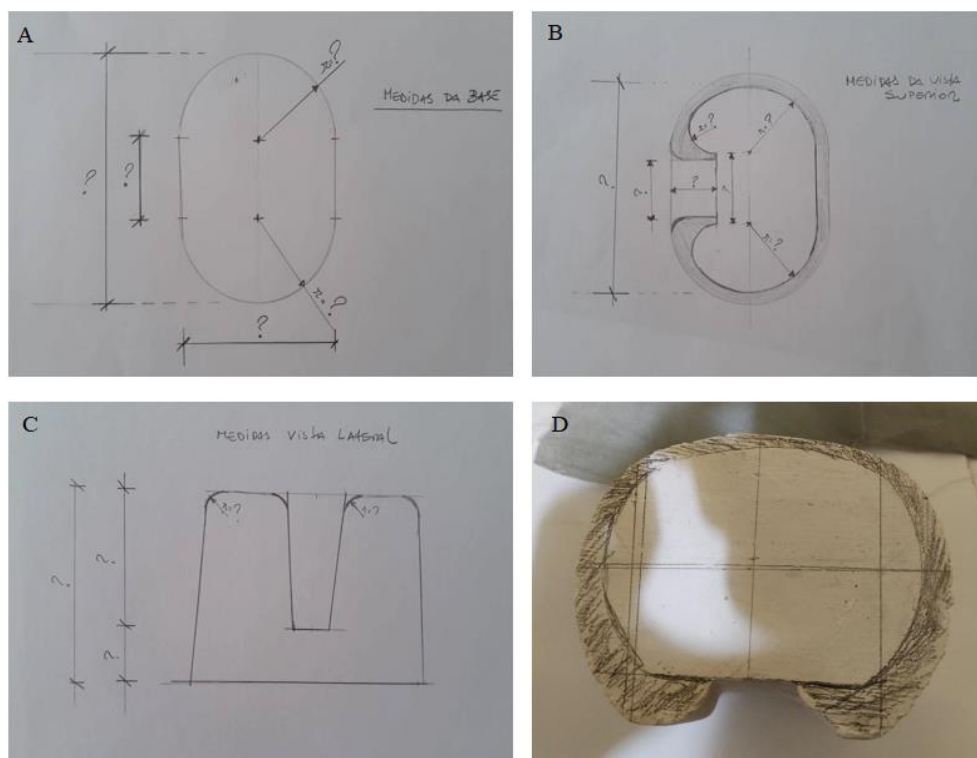 A
r.?
MEDIDAS DA BASE
?
?
r.?
?
B
MEDIDAS DA VISTA
SUPERIOR
r.?
r.?
?
?
?
?
r.?
C
MEDIDAS VISTA LATERAL
r.?
r.?
?
?
?
D